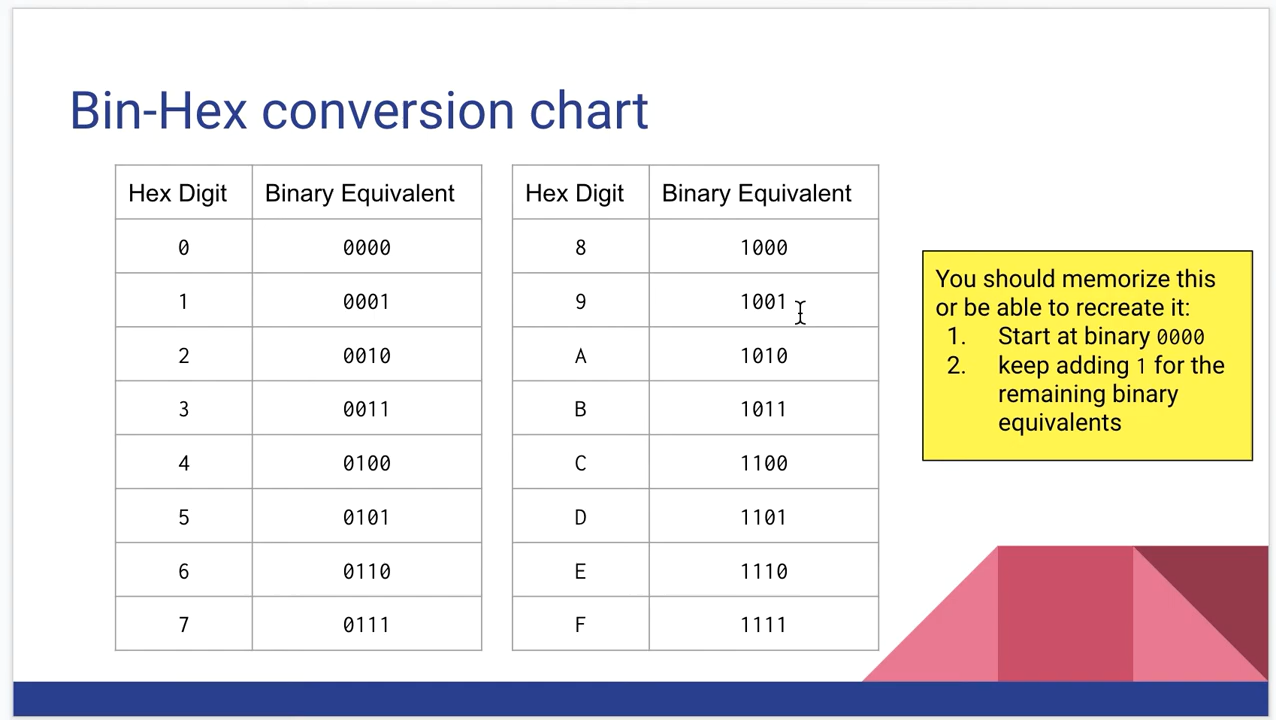 Bin-Hex conversion chart
Hex Digit Binary Equivalent
0 0000
1 0001
2 0010
3 0011
4 0100
5 0101
6 0110
7 0111
Hex Digit Binary Equivalent
8 1000
9 1001
A 1010
B 1011
C 1100
D 1101
E 1110
F 1111
You should memorize this
or be able to recreate it:
1. Start at binary 0000
2. keep adding 1 for the
remaining binary
equivalents